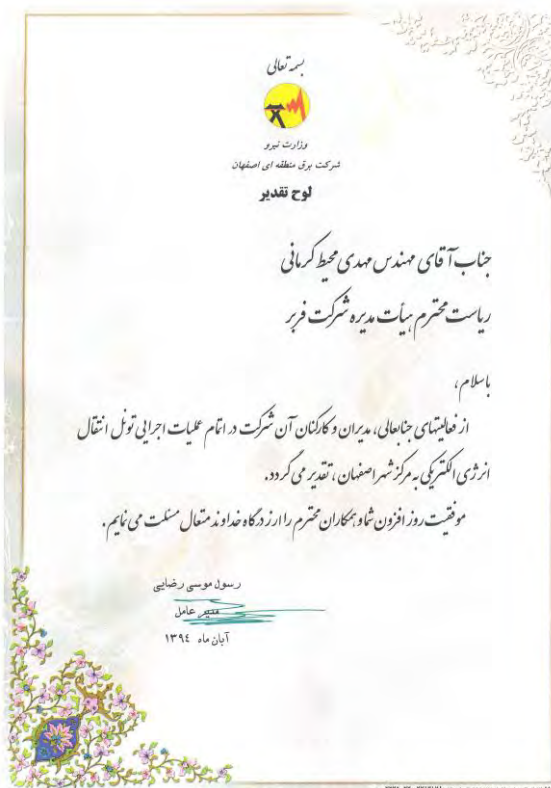 بسمه تعالی
وزارت نیرو
شرکت برق منطقه ای اصفهان
لوح تقدیر
جناب آقای مهندس مهدی محیط کرمانی
ریاست محترم هیأت مدیره شرکت فربر
باسلام،
از فعالیتهای جنابعالی، مدیران و کارکنان آن شرکت در اتمام عملیات اجرایی تونل انتقال
انرژی الکتریکی به مرکز شهر اصفهان، تقدیر می گردد.
موفقیت روز افزون شما و همکاران محترم را از درگاه خداوند متعال مسئلت می نمایم.
رسول موسی رضایی
مدیر عامل
آبان ماه ۱۳۹٤